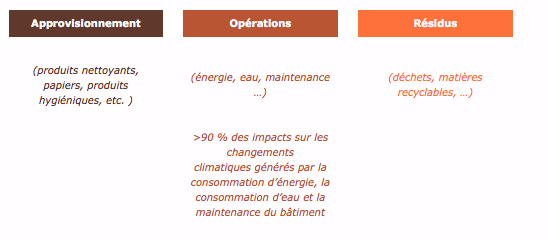 Approvisionnement
(produits nettoyants,
papiers, produits
hygiéniques, etc. )
Opérations
(énergie, eau, maintenance
…)
>90 % des impacts sur les
changements
climatiques générés par la
consommation d’énergie, la
consommation d’eau et la
maintenance du bâtiment
Résidus
(déchets, matières
recyclables, …)